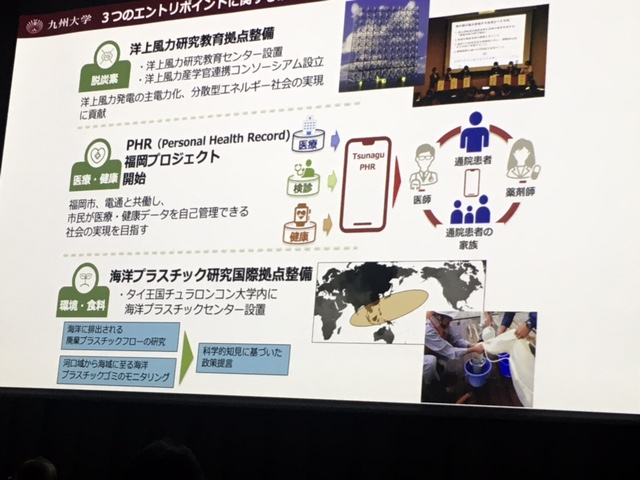 九州大学
3つのエントリポイントに関する
洋上風力研究教育拠点整備
・洋上風力研究教育センター設置
・洋上風力産学官連携コンソーシアム設立
脱炭素
洋上風力発電の主電力化、分散型エネルギー社会の実現
に貢献
PHR（Personal Health Record）
福岡プロジェクト
開始
医療・健康
福岡市、電通と共働し、
市民が医療・健康データを自己管理できる
社会の実現を目指す
医療
検診
健康
Tsunagu
PHR
通院患者
医師
薬剤師
通院患者の
家族
海洋プラスチック研究国際拠点整備
・タイ王国チュラロンコン大学内に
海洋プラスチックセンター設置
環境・食料
海洋に排出される
廃棄プラスチックフローの研究
河口域から海域に至る海洋
プラスチックゴミのモニタリング
科学的知見に基づいた
政策提言